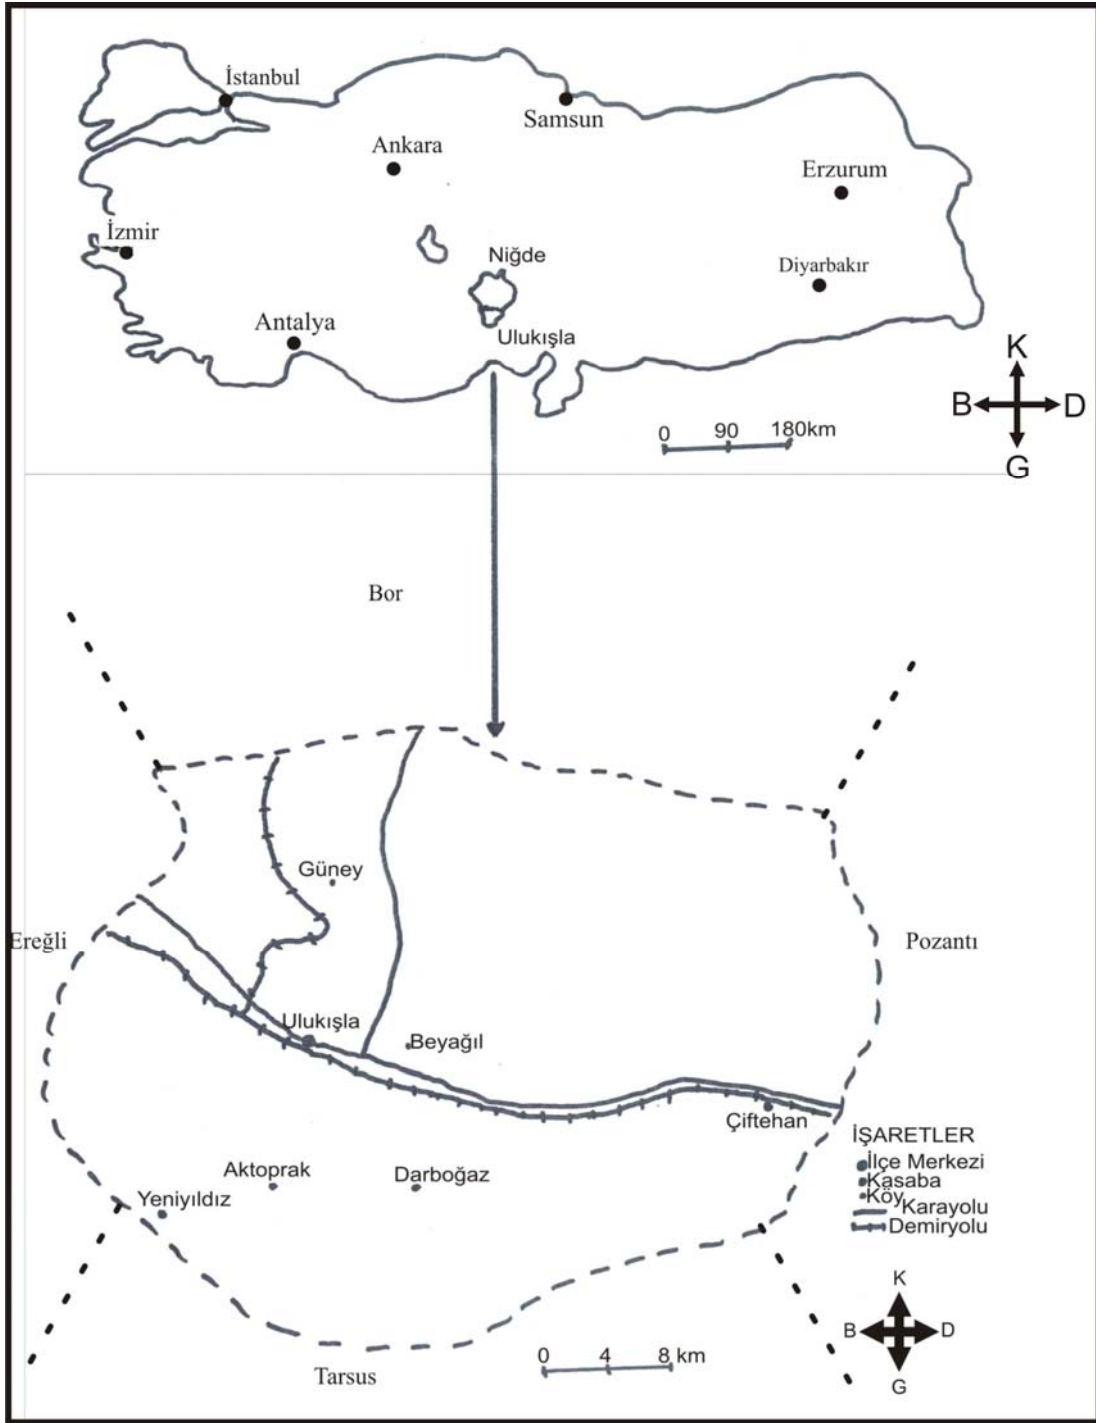 İstanbul
Samsun
Ankara
Erzurum
İzmir
Niğde
Diyarbakır
Antalya
Ulukışla
K
B D
G
0 90 180km
Bor
Güney
Ereğli
Pozantı
Ulukışla
Beyağıl
Çiftehan
İŞARETLER
İlçe Merkezi
Kasaba
Köy
Karayolu
Demiryolu
Aktoprak
Darboğaz
Yeniyıldız
K
B D
G
0 4 8 km
Tarsus